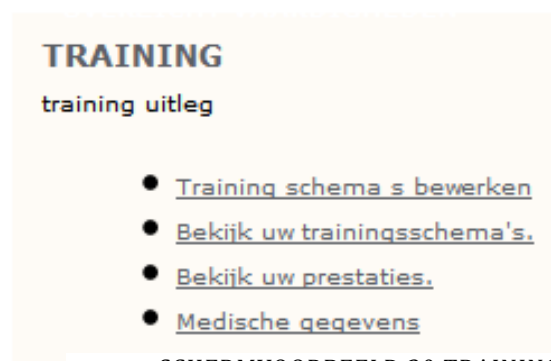 TRAINING
training uitleg
Training schema s bewerken
Bekijk uw trainingsschema's.
Bekijk uw prestaties.
Medische gegevens